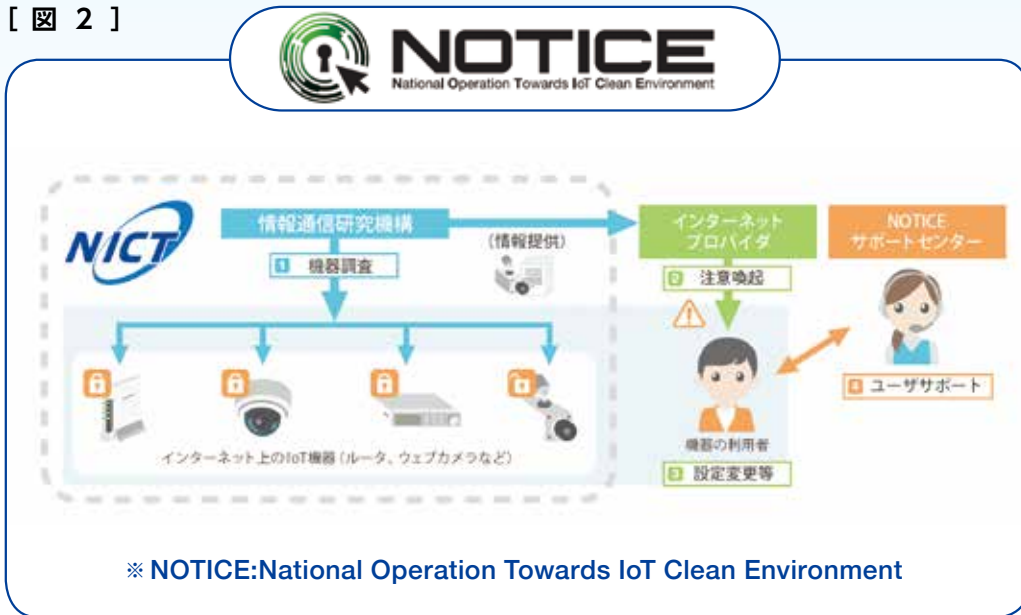 [ 図 2 ]
NOTICE
National Operation Towards IoT Clean Environment
NICT
情報通信研究機構
(情報提供)
インターネット
プロバイダ
NOTICE
サポートセンター
1 機器調査
2 注意喚起
4 ユーザサポート
インターネット上のIoT機器(ルータ、ウェブカメラなど)
機器の利用者
3 設定変更等
※ NOTICE:National Operation Towards IoT Clean Environment